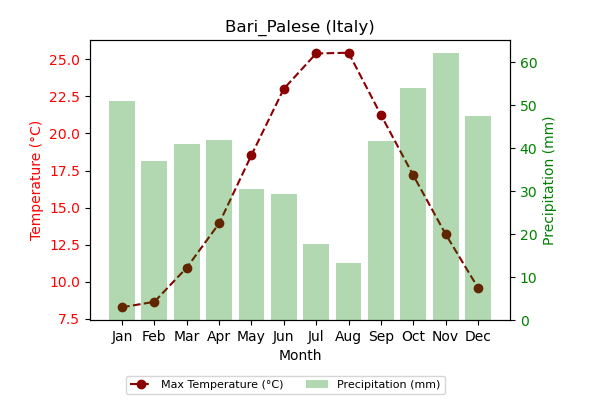 Bari_Palese (Italy)
Temperature (°C)
25.0
22.5
20.0
17.5
15.0
12.5
10.0
7.5
60
50
40
30
20
10
0
Precipitation (mm)
Jan Feb Mar Apr May Jun Jul Aug Sep Oct Nov Dec
Month
Max Temperature (°C) Precipitation (mm)